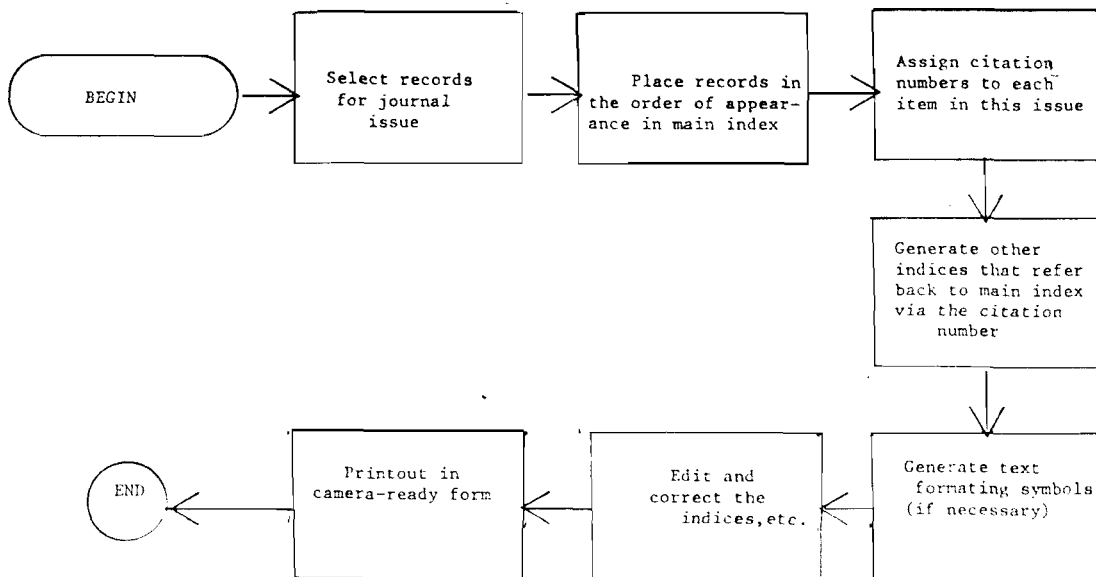 BEGIN
Select records
for journal
issue
Place records in
the order of appear-
ance in main index
Assign citation
numbers to each
item in this issue
Generate other
indices that refer
back to main index
via the citation
number
Generate text
formating symbols
(if necessary)
Edit and
correct the
indices,etc.
Printout in
camera-ready form
END